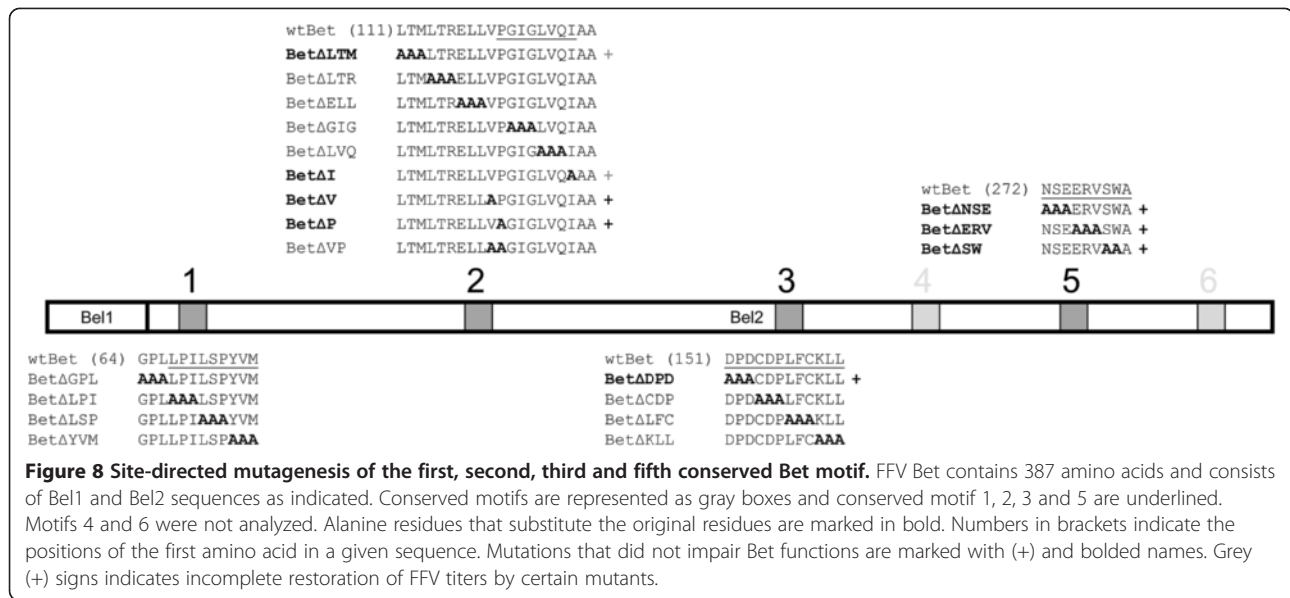 wtBet (111)LTMLTRELLVPGIGLVQIAA
BetΔLTM AAALTRELLVPGIGLVQIAA +
BetΔLTR LTMAAAELLVPGIGLVQIAA
BetΔELL LTMLTRAAAVPGIGLVQIAA
BetΔGIG LTMLTRELLVPAAALVQIAA
BetΔLVQ LTMLTRELLVPGIGAAAIAA
BetΔI LTMLTRELLVPGIGLVQAAA +
BetΔV LTMLTRELLAPGIGLVQIAA +
BetΔP LTMLTRELLVAGIGLVQIAA +
BetΔVP LTMLTRELLAAGIGLVQIAA
wtBet (272) NSEERVSWA
BetΔNSE AAAERVSWA +
BetΔERV NSEAAASWA +
BetΔSW NSEERVAAA +
1 2 3 4 5 6
Bel1 Bel2
wtBet (64) GPLLPILSPYVM
BetΔGPL AAALPILSPYVM
BetΔLPI GPLAAALSPYVM
BetΔLSP GPLLPIAAAYVM
BetΔYVM GPLLPILSPAAA
wtBet (151) DPDCDPLFCKLL
BetΔDPD AAACDPLFCKLL +
BetΔCDP DPDAAALFCKLL
BetΔLFC DPDCDPAAAKLL
BetΔKLL DPDCDPLFCAAA
Figure 8 Site-directed mutagenesis of the first, second, third and fifth conserved Bet motif. FFV Bet contains 387 amino acids and consists
of Bel1 and Bel2 sequences as indicated. Conserved motifs are represented as gray boxes and conserved motif 1, 2, 3 and 5 are underlined.
Motifs 4 and 6 were not analyzed. Alanine residues that substitute the original residues are marked in bold. Numbers in brackets indicate the
positions of the first amino acid in a given sequence. Mutations that did not impair Bet functions are marked with (+) and bolded names. Grey
(+) signs indicates incomplete restoration of FFV titers by certain mutants.